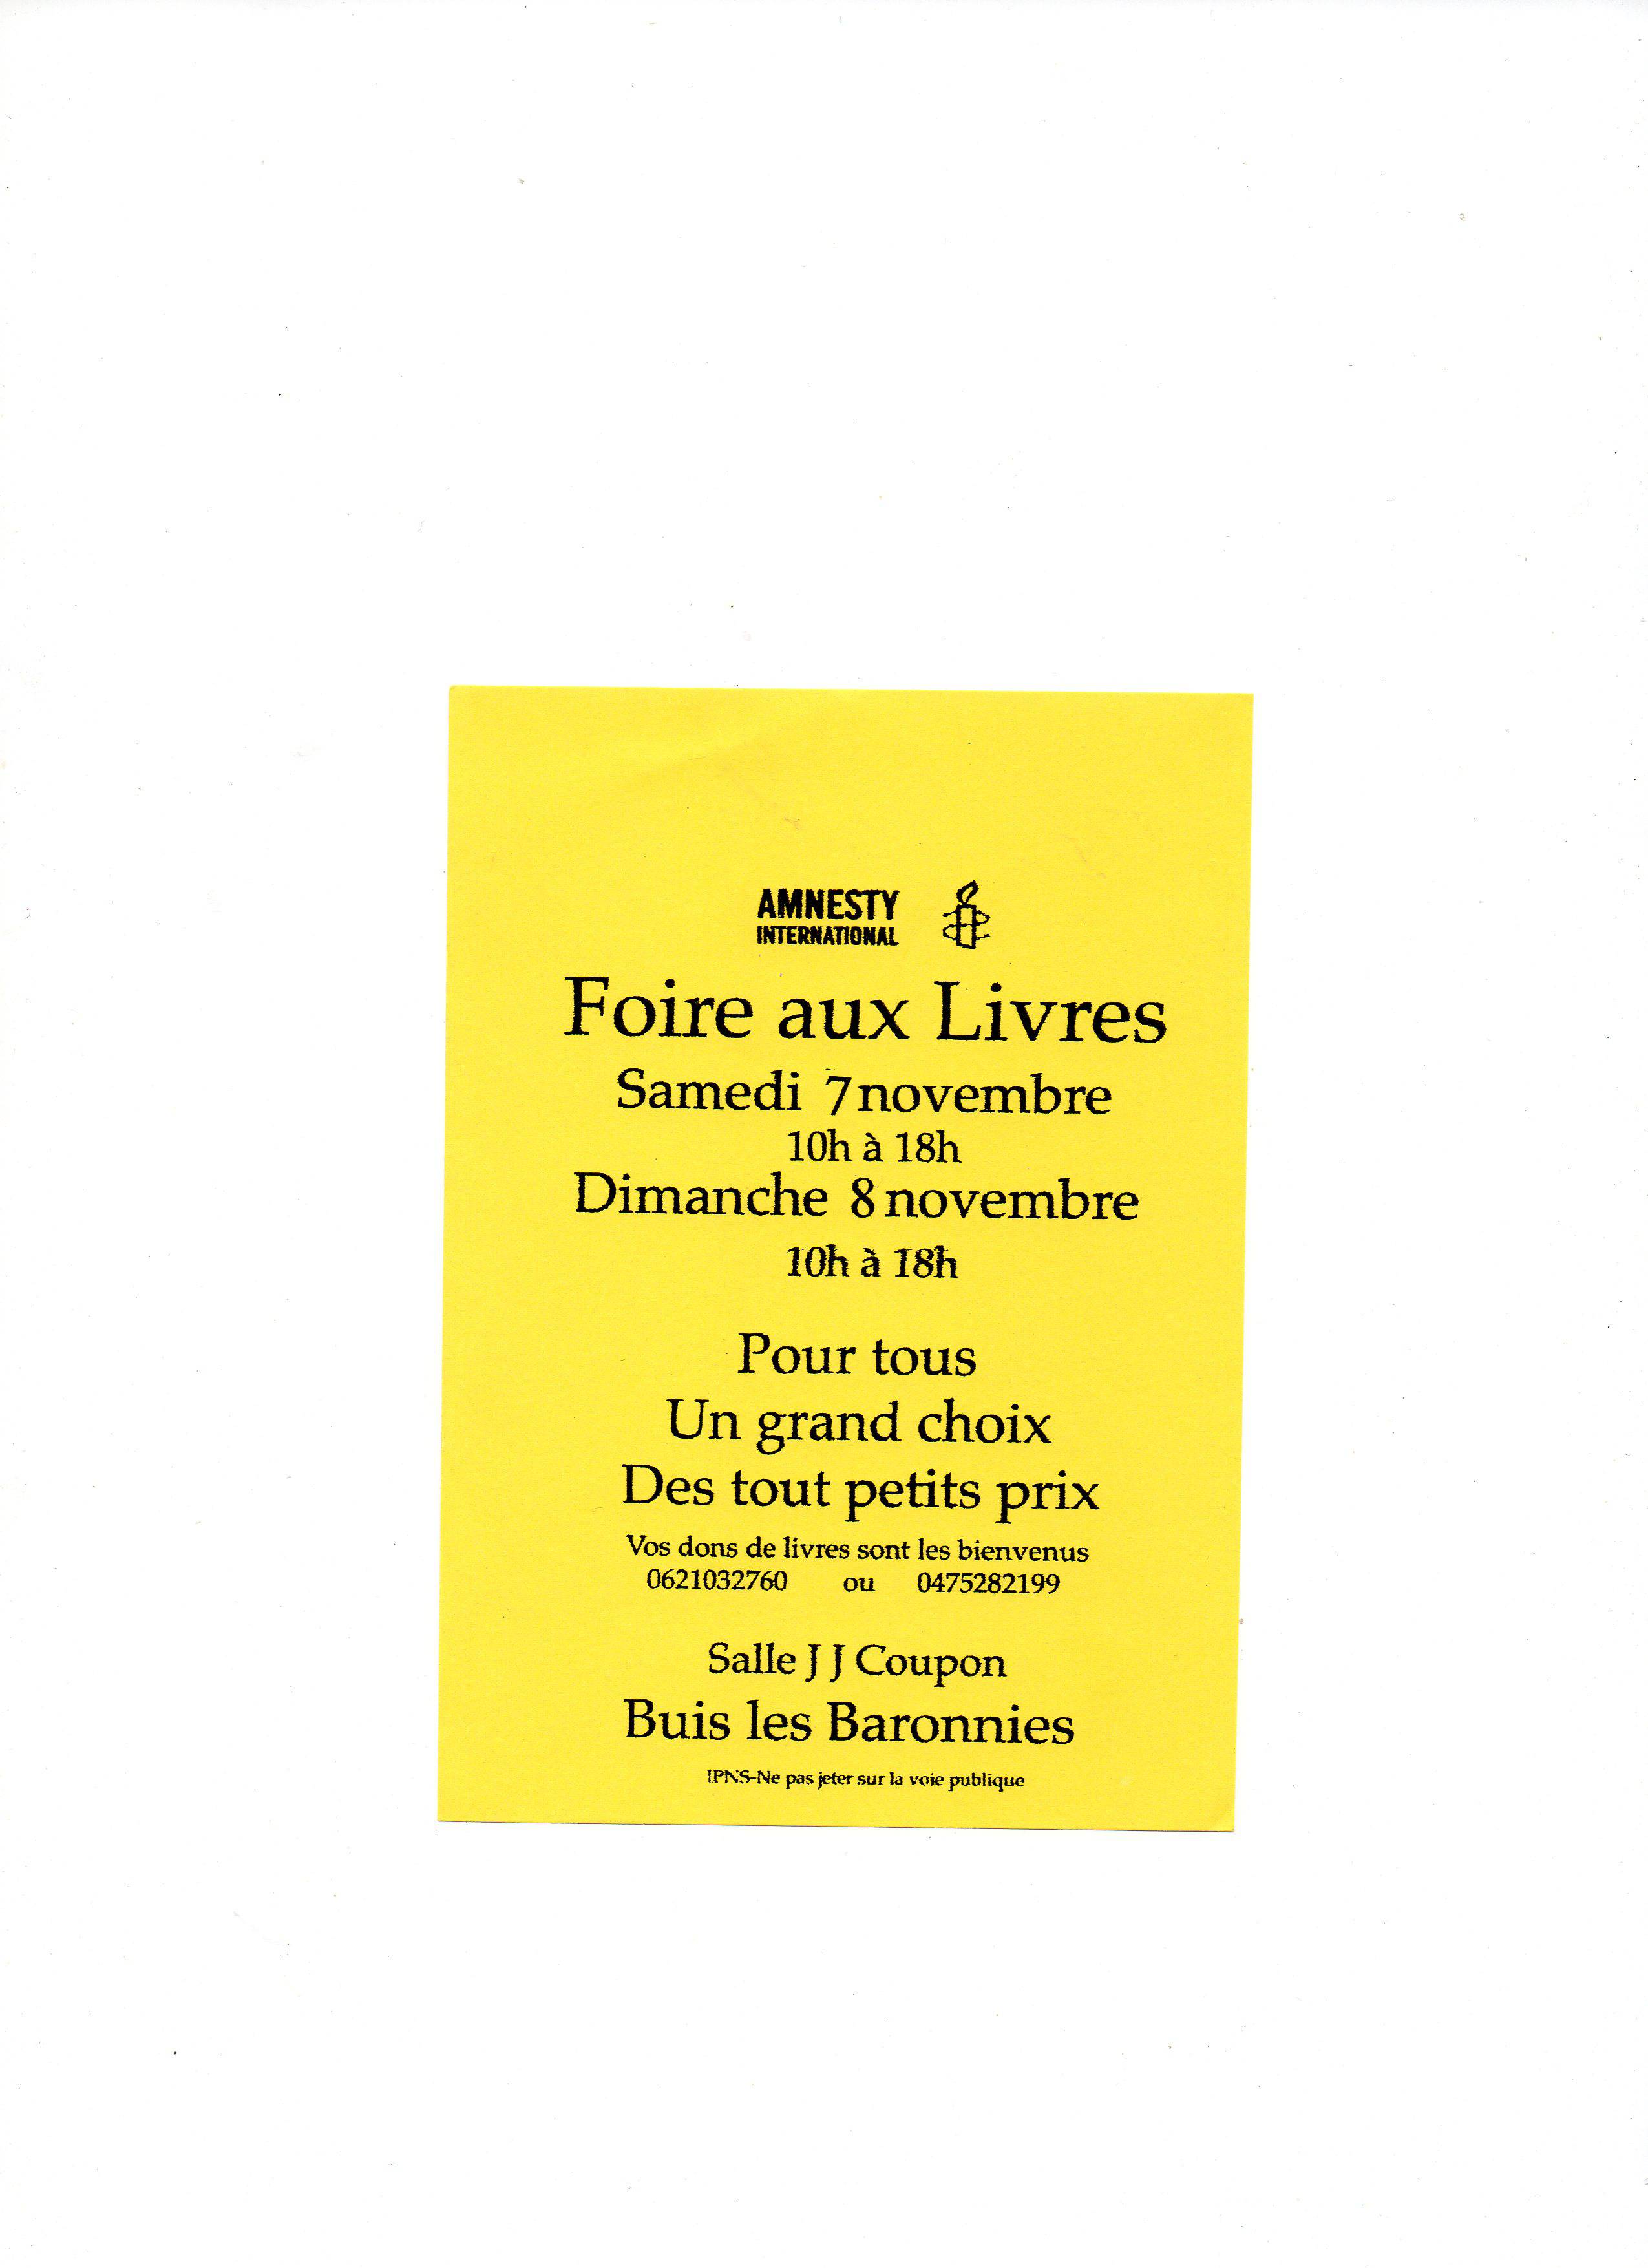 AMNESTY
INTERNATIONAL
Foire aux Livres
Samedi 7 novembre
10h à 18h
Dimanche 8 novembre
10h à 18h
Pour tous
Un grand choix
Des tout petits prix
Vos dons de livres sont les bienvenus
0621032760 ou 0475282199
Salle J J Coupon
Buis les Baronnies
IPNS-Ne pas jeter sur la voie publique